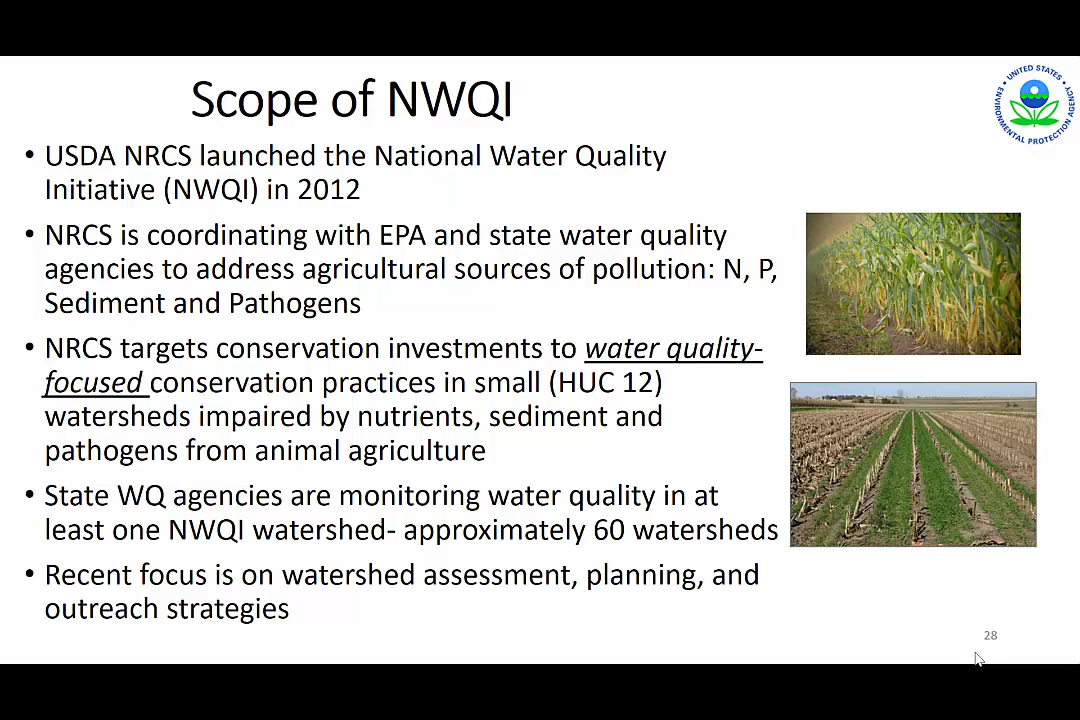 Scope of NWQI
UNITED STATES
ENVIRONMENTAL PROTECTION AGENCY
• USDA NRCS launched the National Water Quality
Initiative (NWQI) in 2012
• NRCS is coordinating with EPA and state water quality
agencies to address agricultural sources of pollution: N, P,
Sediment and Pathogens
• NRCS targets conservation investments to water quality-
focused conservation practices in small (HUC 12)
watersheds impaired by nutrients, sediment and
pathogens from animal agriculture
• State WQ agencies are monitoring water quality in at
least one NWQI watershed- approximately 60 watersheds
• Recent focus is on watershed assessment, planning, and
outreach strategies
28